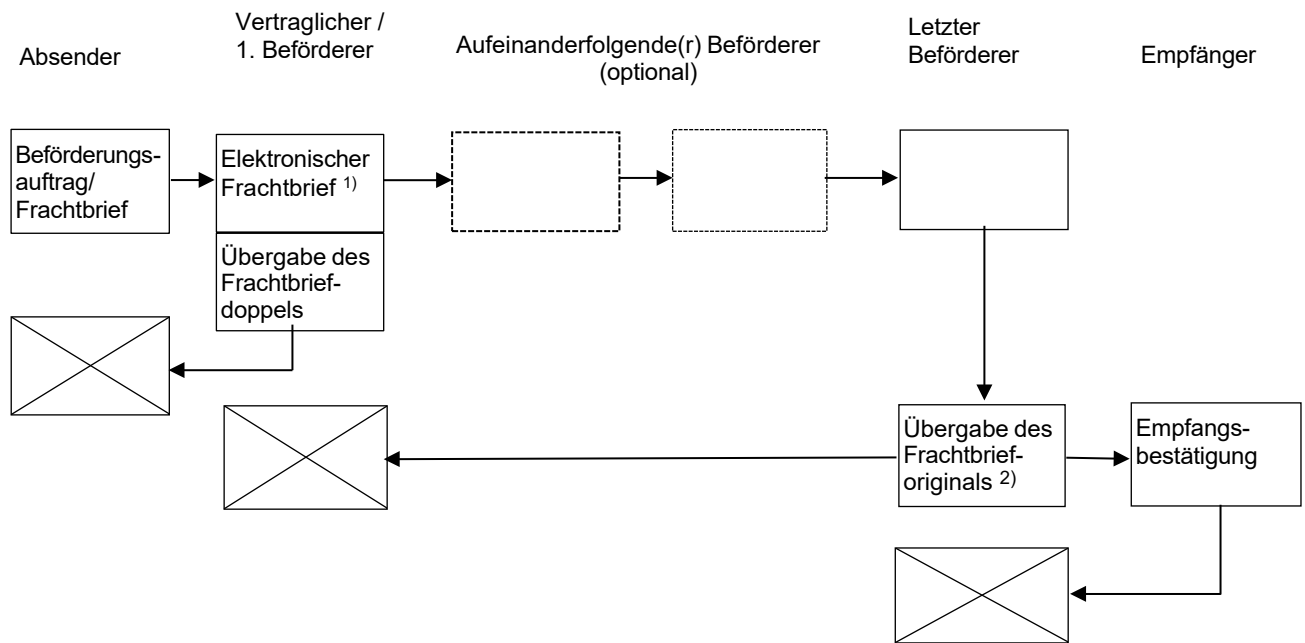 Absender
Vertraglicher /
1. Beförderer
Aufeinanderfolgende(r) Beförderer
(optional)
Letzter
Beförderer
Empfänger
Beförderungs-
auftrag/
Frachtbrief
Elektronischer
Frachtbrief 1)
Übergabe des
Frachtbrief-
doppels
Übergabe des
Frachtbrief-
originals 2)
Empfangs-
bestätigung